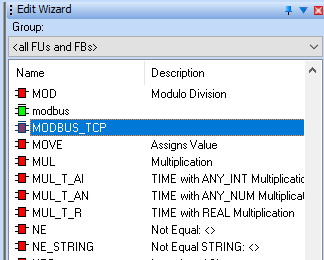 Edit Wizard
Group:
<all FUs and FBs>
Name Description
MOD Modulo Division
modbus
MODBUS_TCP
MOVE Assigns Value
MUL Multiplication
MUL_T_AI TIME with ANY_INT Multiplication
MUL_T_AN TIME with ANY_NUM Multiplication
MUL_T_R TIME with REAL Multiplication
NE Not Equal: <>
NE_STRING Not Equal STRING: <>